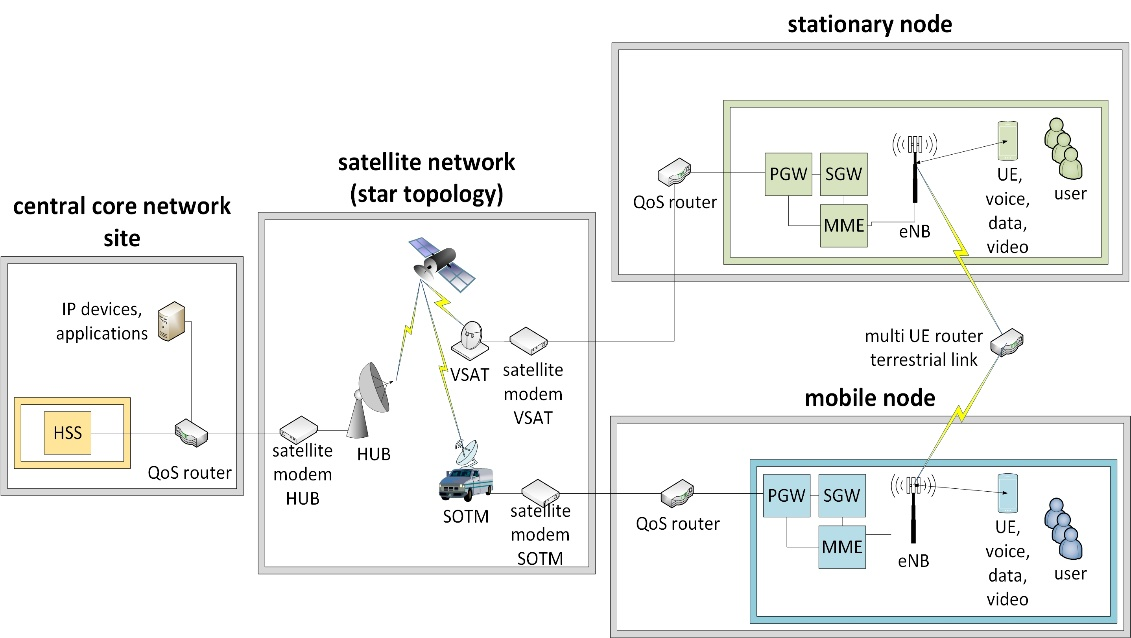 central core network
site
IP devices,
applications
HSS
QoS router
satellite network
(star topology)
VSAT
satellite
modem
VSAT
satellite
modem
HUB
HUB
SOTM
satellite
modem
SOTM
stationary node
QoS router
PGW
SGW
MME
eNB
UE,
voice,
data,
video
user
multi UE router
terrestrial link
mobile node
QoS router
PGW
SGW
MME
eNB
UE,
voice,
data,
video
user